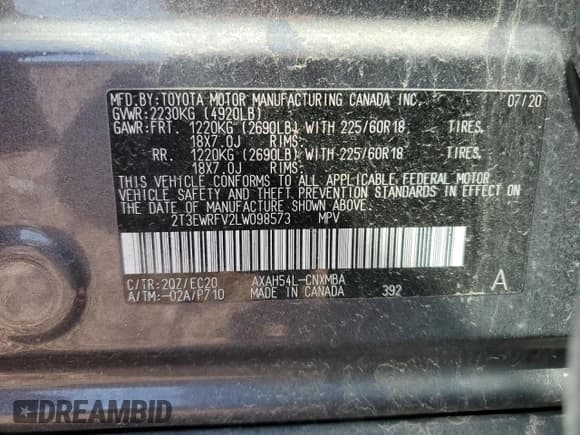 MFD.BY:TOYOTA MOTOR MANUFACTURING CANADA INC. 07/20
GVWR:2230KG (4920LB)
GAWR:FRT. 1220KG (2690LB) WITH 225/60R18 TIRES,
18X7.0J RIMS.
RR. 1220KG (2690LB) WITH 225/60R18 TIRES,
18X7.0J RIMS.
THIS VEHICLE CONFORMS TO ALL APPLICABLE FEDERAL MOTOR
VEHICLE SAFETY AND THEFT PREVENTION STANDARDS IN EFFECT ON
THE DATE OF MANUFACTURE SHOWN ABOVE.
2T3EWRFV2LW098573 MPV
C/TR:2QZ/EC20 AXAH54L-CNXMBA
A/TM:-02A/P710 MADE IN CANADA 392 A
DREAMBID